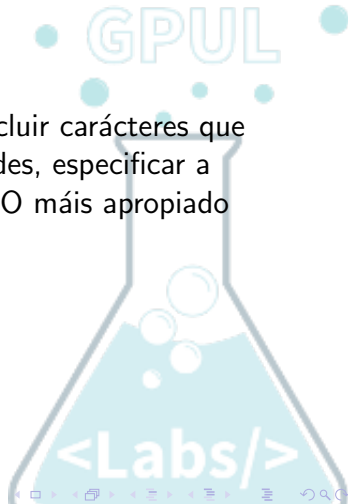 GPUL
cluir carácteres que
des, especificar a
O máis apropiado
<Labs/>